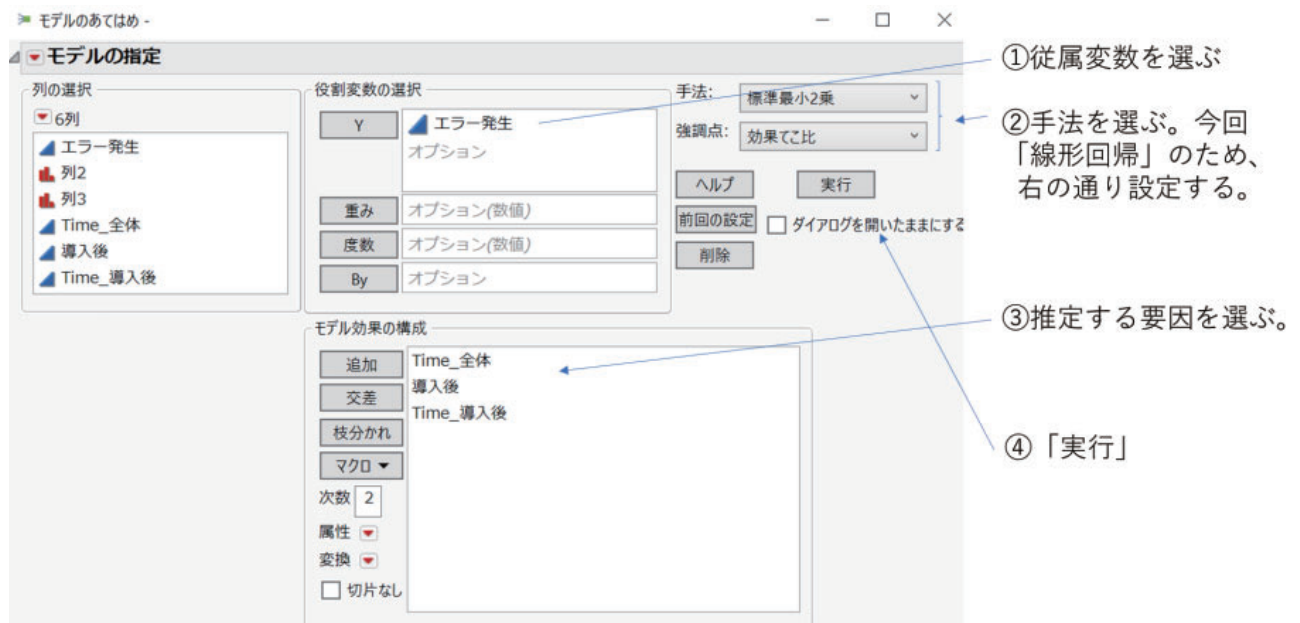 モデルのあてはめ -
モデルの指定
列の選択
6列
エラー発生
列2
列3
Time_全体
導入後
Time_導入後
役割変数の選択
Y
エラー発生
オプション
重み
オプション(数値)
度数
オプション(数値)
By
オプション
手法:
標準最小2乗
強調点:
効果てこ比
ヘルプ
実行
前回の設定
ダイアログを開いたままにする
削除
モデル効果の構成
追加
交差
枝分かれ
マクロ
次数 2
属性
変換
切片なし
Time_全体
導入後
Time_導入後
①従属変数を選ぶ
②手法を選ぶ。今回
「線形回帰」のため、
右の通り設定する。
③推定する要因を選ぶ。
④「実行」